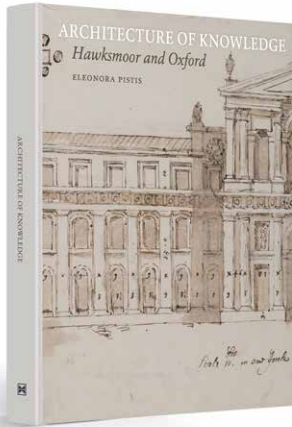 ARCHITECTURE OF KNOWLEDGE
Hawksmoor and Oxford
ELEONORA PISTIS
ARCHITECTURE OF KNOWLEDGE